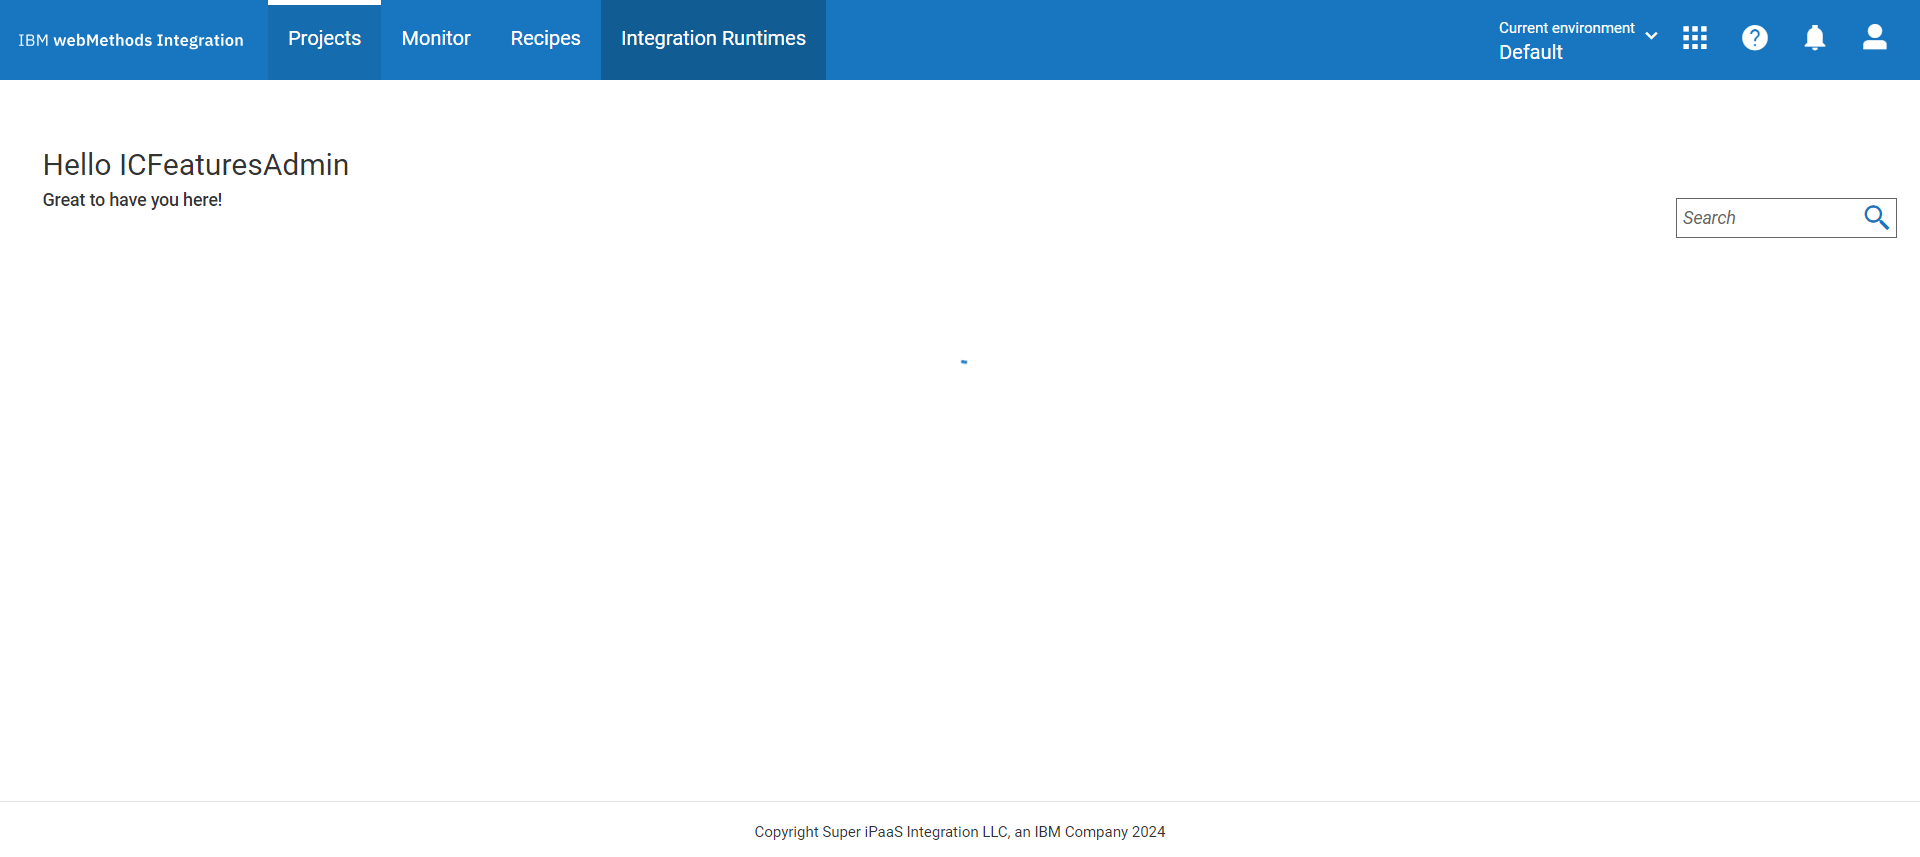 IBM webMethods Integration
Projects
Monitor
Recipes
Integration Runtimes
Current environment
Default
Hello ICFeaturesAdmin
Great to have you here!
Search
Copyright Super iPaaS Integration LLC, an IBM Company 2024